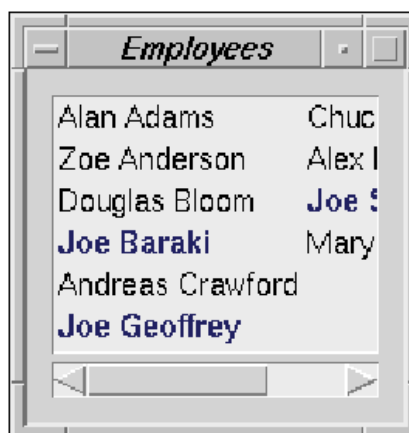 Employees
Alan Adams
Zoe Anderson
Douglas Bloom
Joe Baraki
Andreas Crawford
Joe Geoffrey
Alex
Joe
Mary